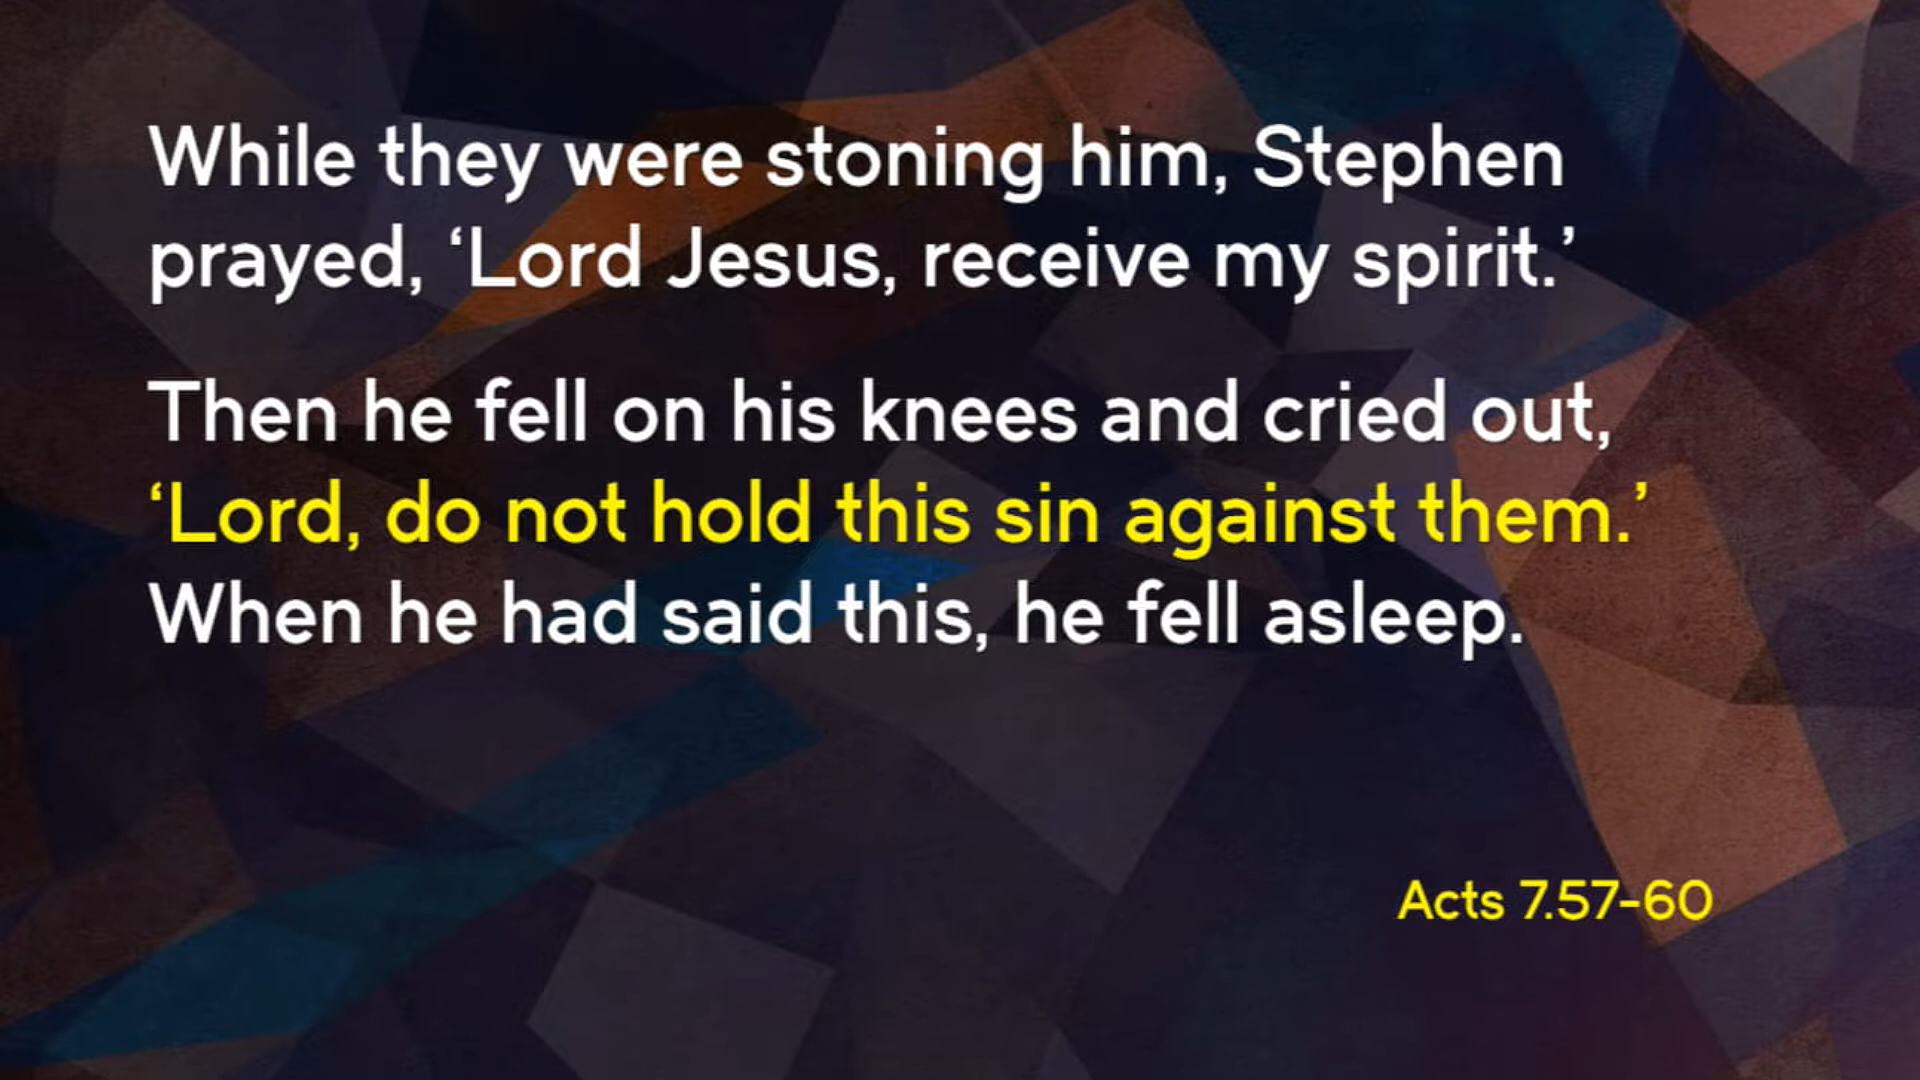 While they were stoning him, Stephen
prayed, ‘Lord Jesus, receive my spirit.’
Then he fell on his knees and cried out,
‘Lord, do not hold this sin against them.’
When he had said this, he fell asleep.
Acts 7.57-60